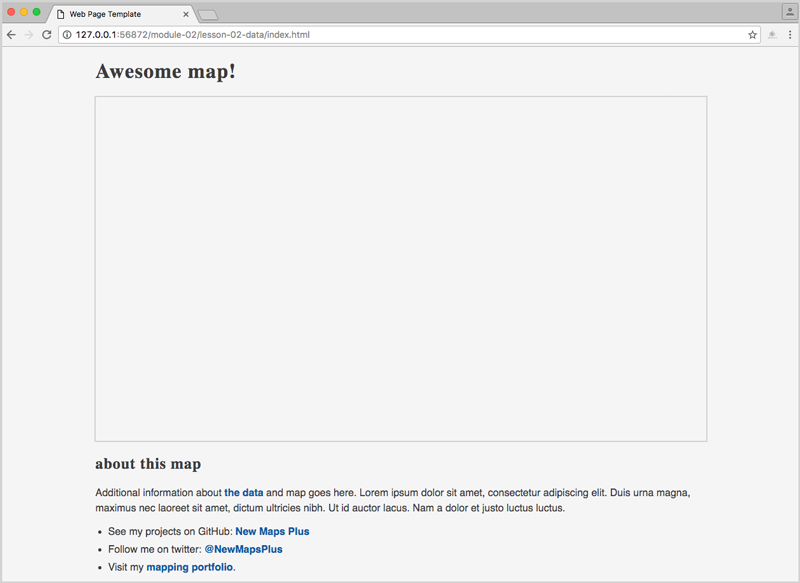 Web Page Template
127.0.0.1:56872/module-02/lesson-02-data/index.html
Awesome map!
about this map
Additional information about the data and map goes here. Lorem ipsum dolor sit amet, consectetur adipiscing elit. Duis urna magna,
maximus nec laoreet sit amet, dictum ultricies nibh. Ut id auctor lacus. Nam a dolor et justo luctus luctus.
• See my projects on GitHub: New Maps Plus
• Follow me on twitter: @NewMapsPlus
• Visit my mapping portfolio.